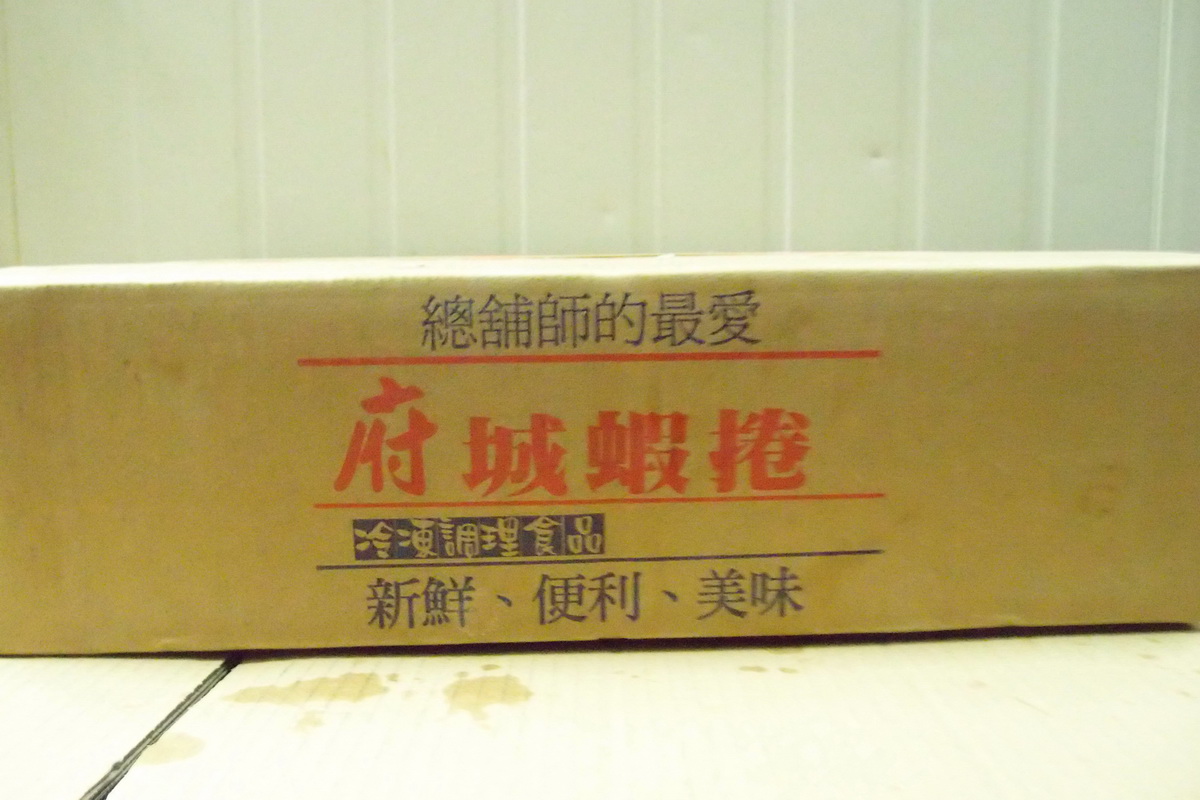 總舖師的最愛
府城蝦捲
冷凍調理食品
新鮮、便利、美味